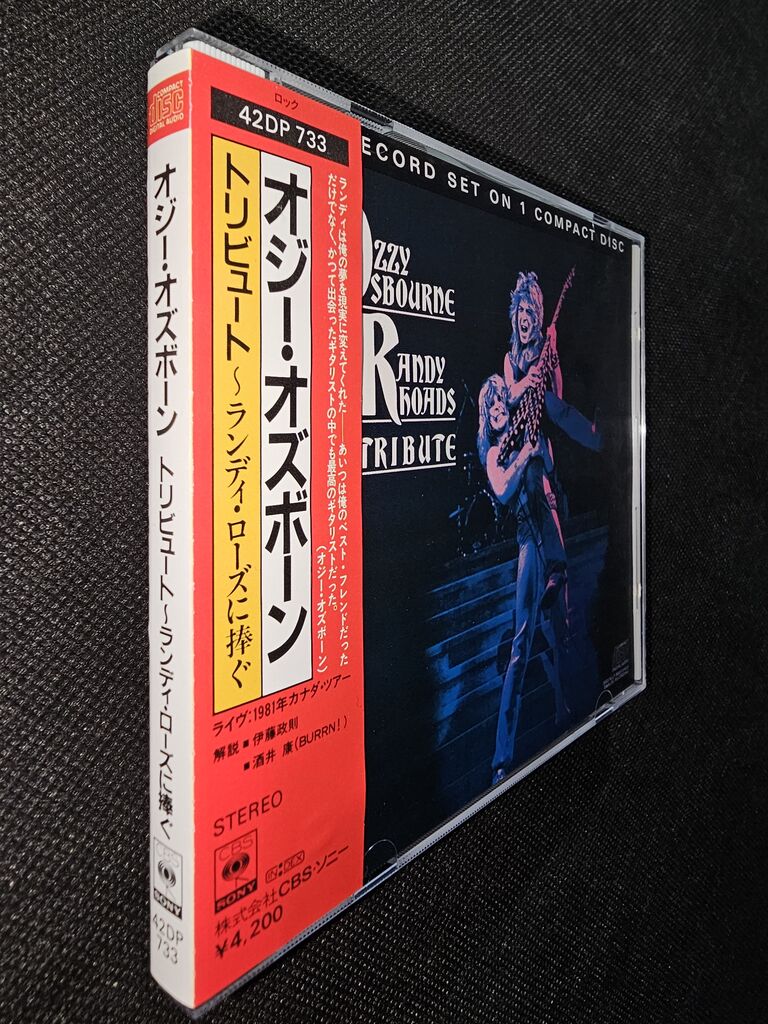 COMPACT
disc
DIGITAL AUDIO
オジー・オズボーン
トリビュート〜ランディ・ローズに捧ぐ
CBS
SONY
42DP
733
ロック
42DP 733
ランディは俺の夢を現実に変えてくれた──あいつは俺のベスト・フレンドだった
だけでなく、かつて出会ったギタリストの中でも最高のギタリストだった。
(オジー・オズボーン)
オジー・オズボーン
トリビュート〜ランディ・ローズに捧ぐ
ライヴ:1981年カナダ・ツアー
解説■伊藤政則
■酒井 康(BURRN!)
STEREO
CBS
SONY
INDEX
株式会社CBS・ソニー
¥4,200
ECORD SET ON 1 COMPACT DISC
OZZY
OSBOURNE
RANDY
RHOADS
TRIBUTE